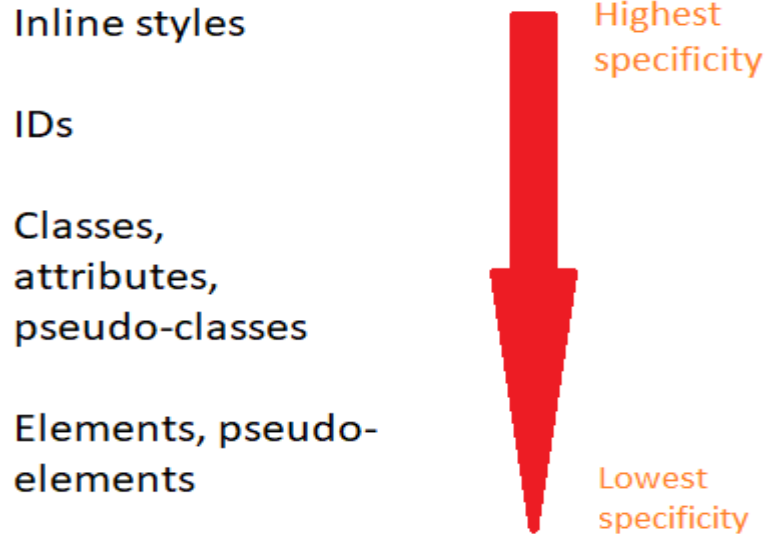 Inline styles
IDs
Classes,
attributes,
pseudo-classes
Elements, pseudo-
elements
Highest
specificity
Lowest
specificity